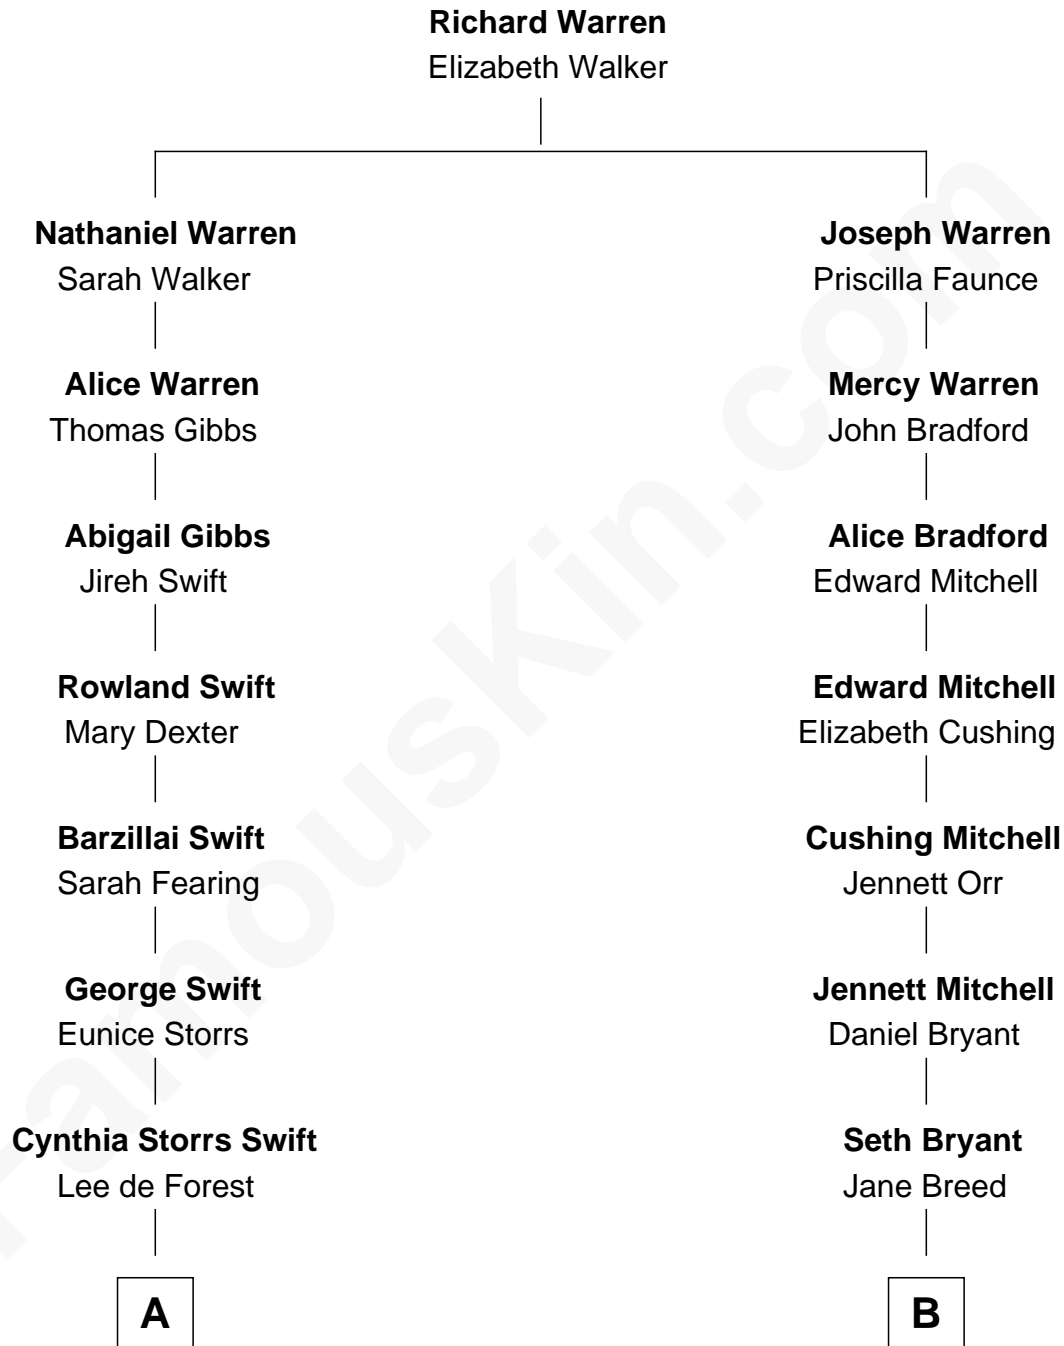 Richard Warren
Elizabeth Walker
Nathaniel Warren
Sarah Walker
Joseph Warren
Priscilla Faunce
Alice Warren
Thomas Gibbs
Mercy Warren
John Bradford
Abigail Gibbs
Jireh Swift
Alice Bradford
Edward Mitchell
Rowland Swift
Mary Dexter
Edward Mitchell
Elizabeth Cushing
Barzillai Swift
Sarah Fearing
Cushing Mitchell
Jennett Orr
George Swift
Eunice Storrs
Jennett Mitchell
Daniel Bryant
Cynthia Storrs Swift
Lee de Forest
Seth Bryant
Jane Breed
A
B
FamousKin.com